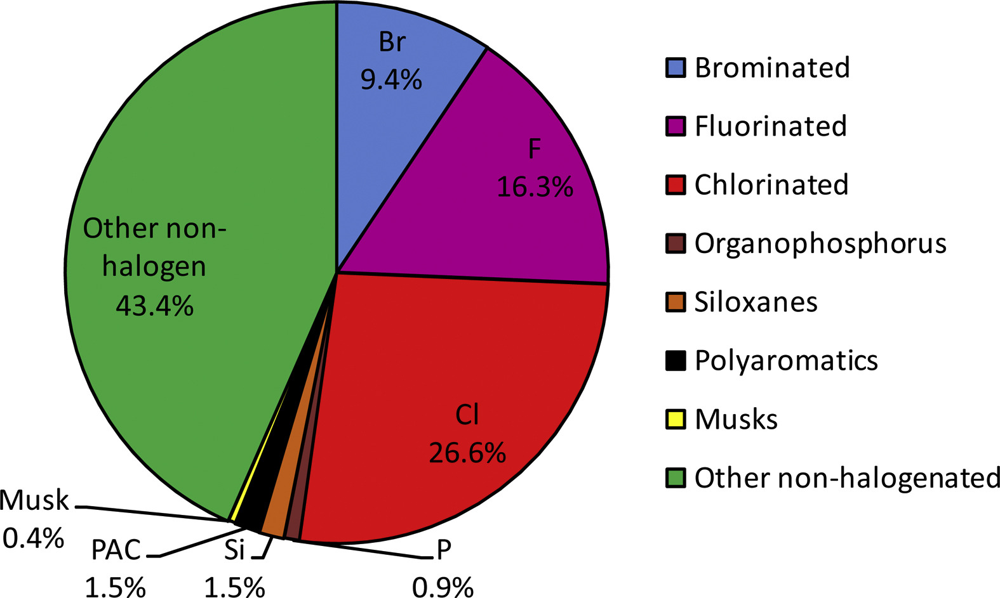 Br
9.4%
F
16.3%
Cl
26.6%
P
0.9%
Si
1.5%
PAC
1.5%
Musk
0.4%
Other non-
halogen
43.4%
Brominated
Fluorinated
Chlorinated
Organophosphorus
Siloxanes
Polyaromatics
Musks
Other non-halogenated